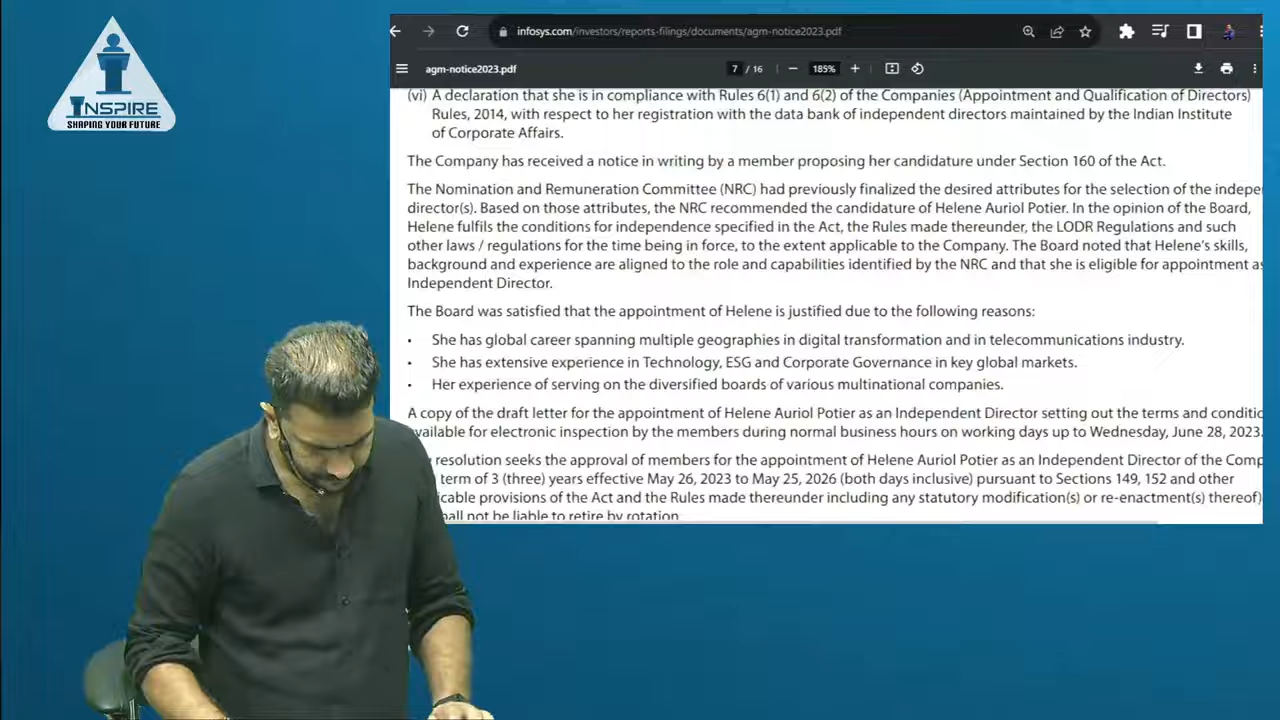 INSPIRE
SHAPING YOUR FUTURE
infosys.com/investors/reports-filings/documents/agm-notice2023.pdf
agm-notice2023.pdf
7 / 16
185%
(vi) A declaration that she is in compliance with Rules 6(1) and 6(2) of the Companies (Appointment and Qualification of Directors)
Rules, 2014, with respect to her registration with the data bank of independent directors maintained by the Indian Institute
of Corporate Affairs.
The Company has received a notice in writing by a member proposing her candidature under Section 160 of the Act.
The Nomination and Remuneration Committee (NRC) had previously finalized the desired attributes for the selection of the indepe
director(s). Based on those attributes, the NRC recommended the candidature of Helene Auriol Potier. In the opinion of the Board,
Helene fulfils the conditions for independence specified in the Act, the Rules made thereunder, the LODR Regulations and such
other laws / regulations for the time being in force, to the extent applicable to the Company. The Board noted that Helene's skills,
background and experience are aligned to the role and capabilities identified by the NRC and that she is eligible for appointment as
Independent Director.
The Board was satisfied that the appointment of Helene is justified due to the following reasons:
• She has global career spanning multiple geographies in digital transformation and in telecommunications industry.
• She has extensive experience in Technology, ESG and Corporate Governance in key global markets.
• Her experience of serving on the diversified boards of various multinational companies.
A copy of the draft letter for the appointment of Helene Auriol Potier as an Independent Director setting out the terms and conditio
vailable for electronic inspection by the members during normal business hours on working days up to Wednesday, June 28, 2023.
resolution seeks the approval of members for the appointment of Helene Auriol Potier as an Independent Director of the Comp
term of 3 (three) years effective May 26, 2023 to May 25, 2026 (both days inclusive) pursuant to Sections 149, 152 and other
icable provisions of the Act and the Rules made thereunder including any statutory modification(s) or re-enactment(s) thereof)
hall not be liable to retire by rotation